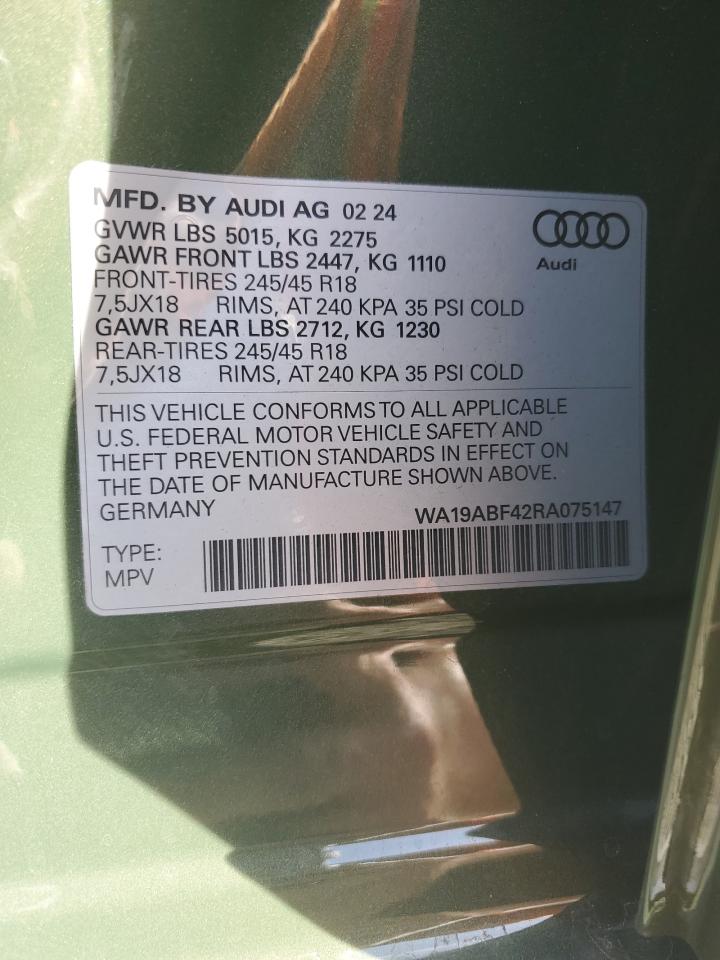 MFD. BY AUDI AG 02 24
GVWR LBS 5015, KG 2275
GAWR FRONT LBS 2447, KG 1110
FRONT-TIRES 245/45 R18
7,5JX18 RIMS, AT 240 KPA 35 PSI COLD
GAWR REAR LBS 2712, KG 1230
REAR-TIRES 245/45 R18
7,5JX18 RIMS, AT 240 KPA 35 PSI COLD
Audi
THIS VEHICLE CONFORMS TO ALL APPLICABLE
U.S. FEDERAL MOTOR VEHICLE SAFETY AND
THEFT PREVENTION STANDARDS IN EFFECT ON
THE DATE OF MANUFACTURE SHOWN ABOVE.
GERMANY WA19ABF42RA075147
TYPE:
MPV